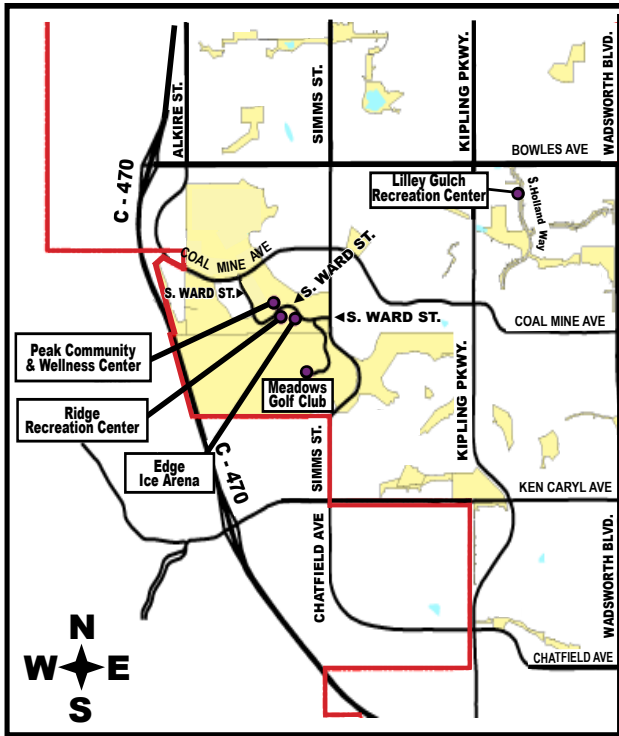 ALKIRE ST.
SIMMS ST.
KIPLING PKWY.
WADSWORTH BLVD.
BOWLES AVE
C - 470
Lilley Gulch
Recreation Center
S. Holland Way
COAL MINE AVE
S. WARD ST.
S. WARD ST.
S. WARD ST.
COAL MINE AVE
Peak Community
& Wellness Center
Meadows
Golf Club
Ridge
Recreation Center
Edge
Ice Arena
C - 470
SIMMS ST.
KIPLING PKWY.
KEN CARYL AVE
CHATFIELD AVE
WADSWORTH BLVD.
CHATFIELD AVE
N
W E
S